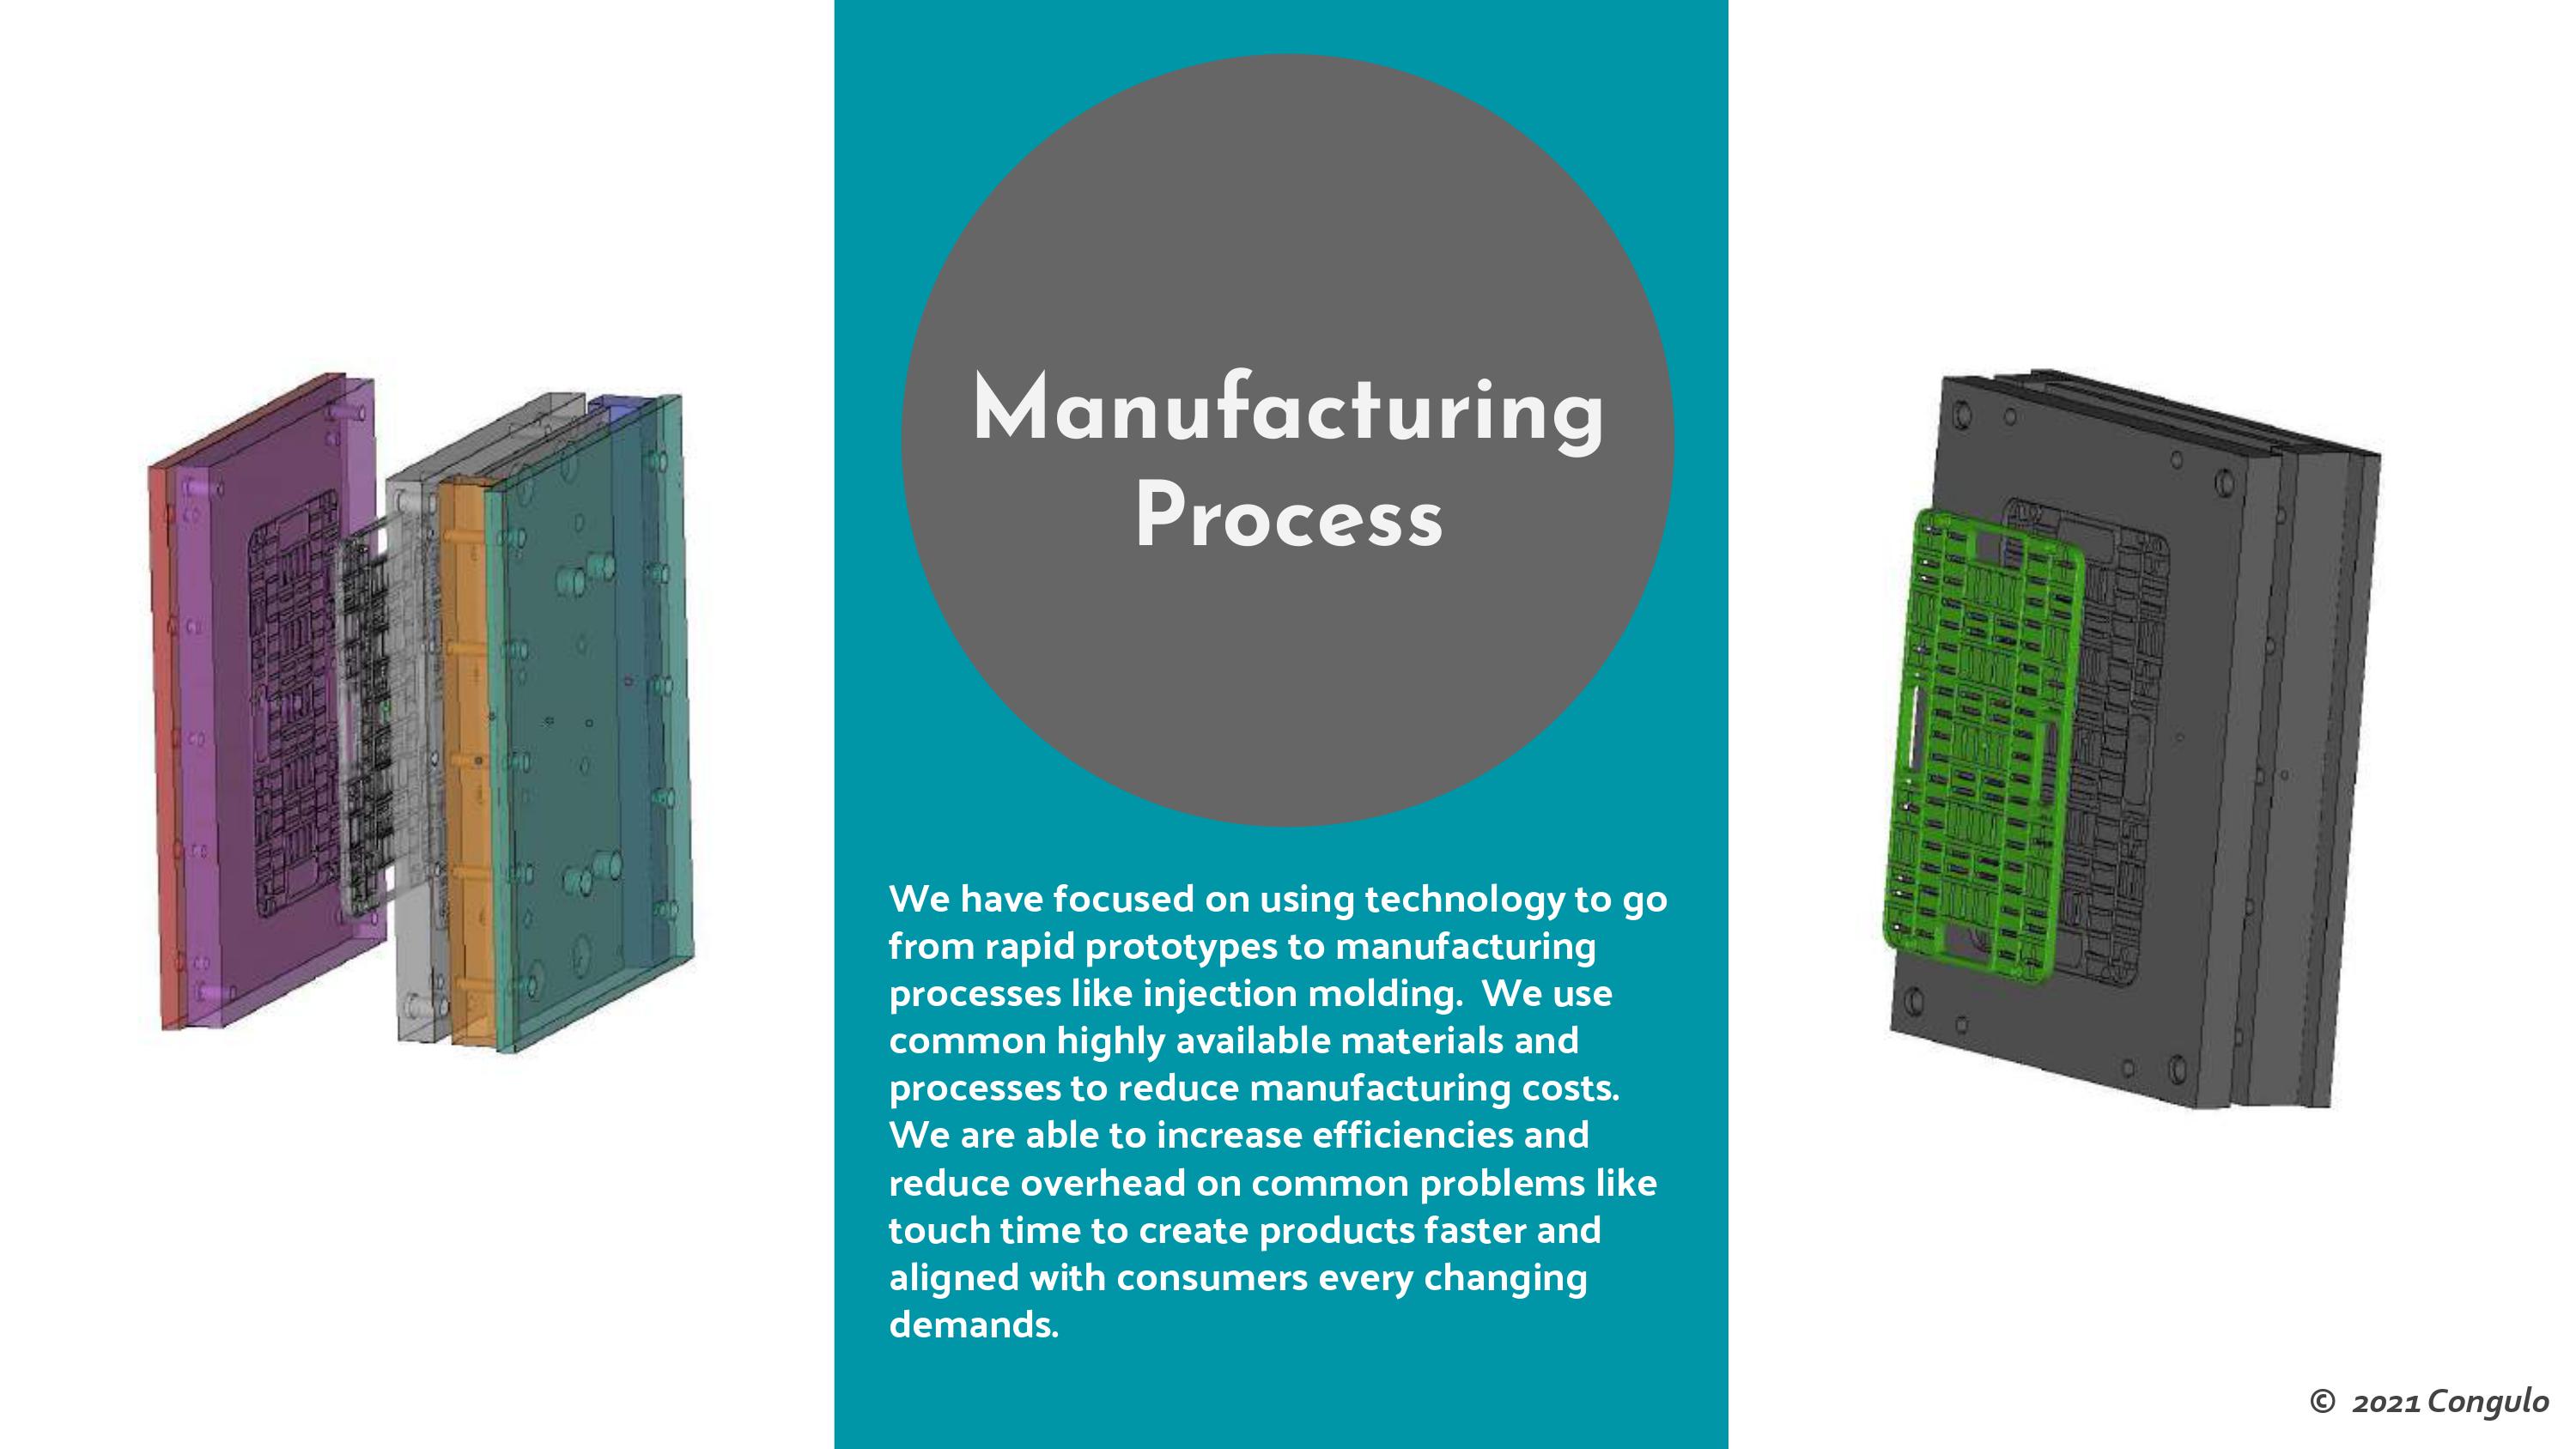 Manufacturing
Process
We have focused on using technology to go
from rapid prototypes to manufacturing
processes like injection molding.  We use
common highly available materials and
processes to reduce manufacturing costs.
We are able to increase efficiencies and
reduce overhead on common problems like
touch time to create products faster and
aligned with consumers every changing
demands.
© 2021 Congulo